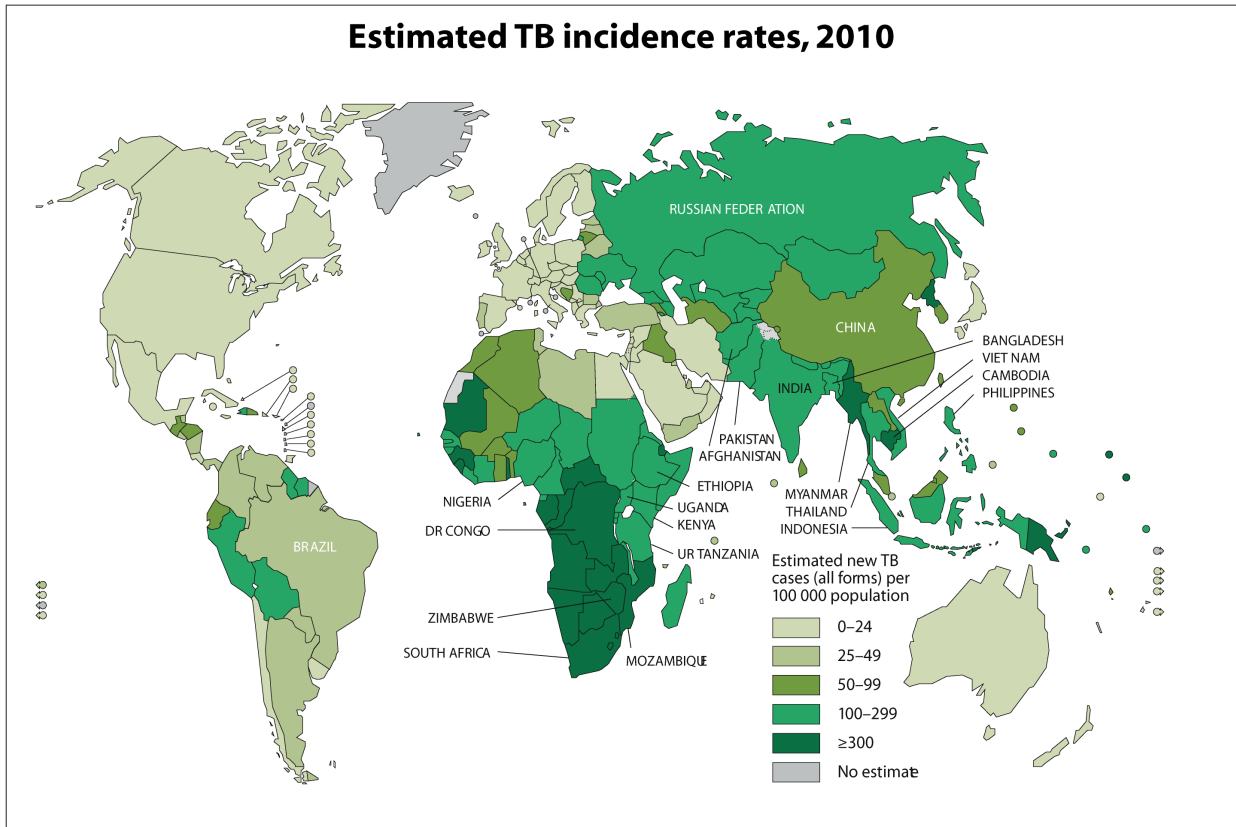 Estimated TB incidence rates, 2010
RUSSIAN FEDER ATION
CHINA
BANGLADESH
VIET NAM
CAMBODIA
PHILIPPINES
INDIA
PAKISTAN
AFGHANISTAN
ETHIOPIA
NIGERIA
UGANDA
KENYA
DR CONGO
UR TANZANIA
MYANMAR
THAILAND
INDONESIA
BRAZIL
ZIMBABWE
SOUTH AFRICA
MOZAMBIQUE
Estimated new TB
cases (all forms) per
100 000 population
0–24
25–49
50–99
100–299
≥300
No estimate